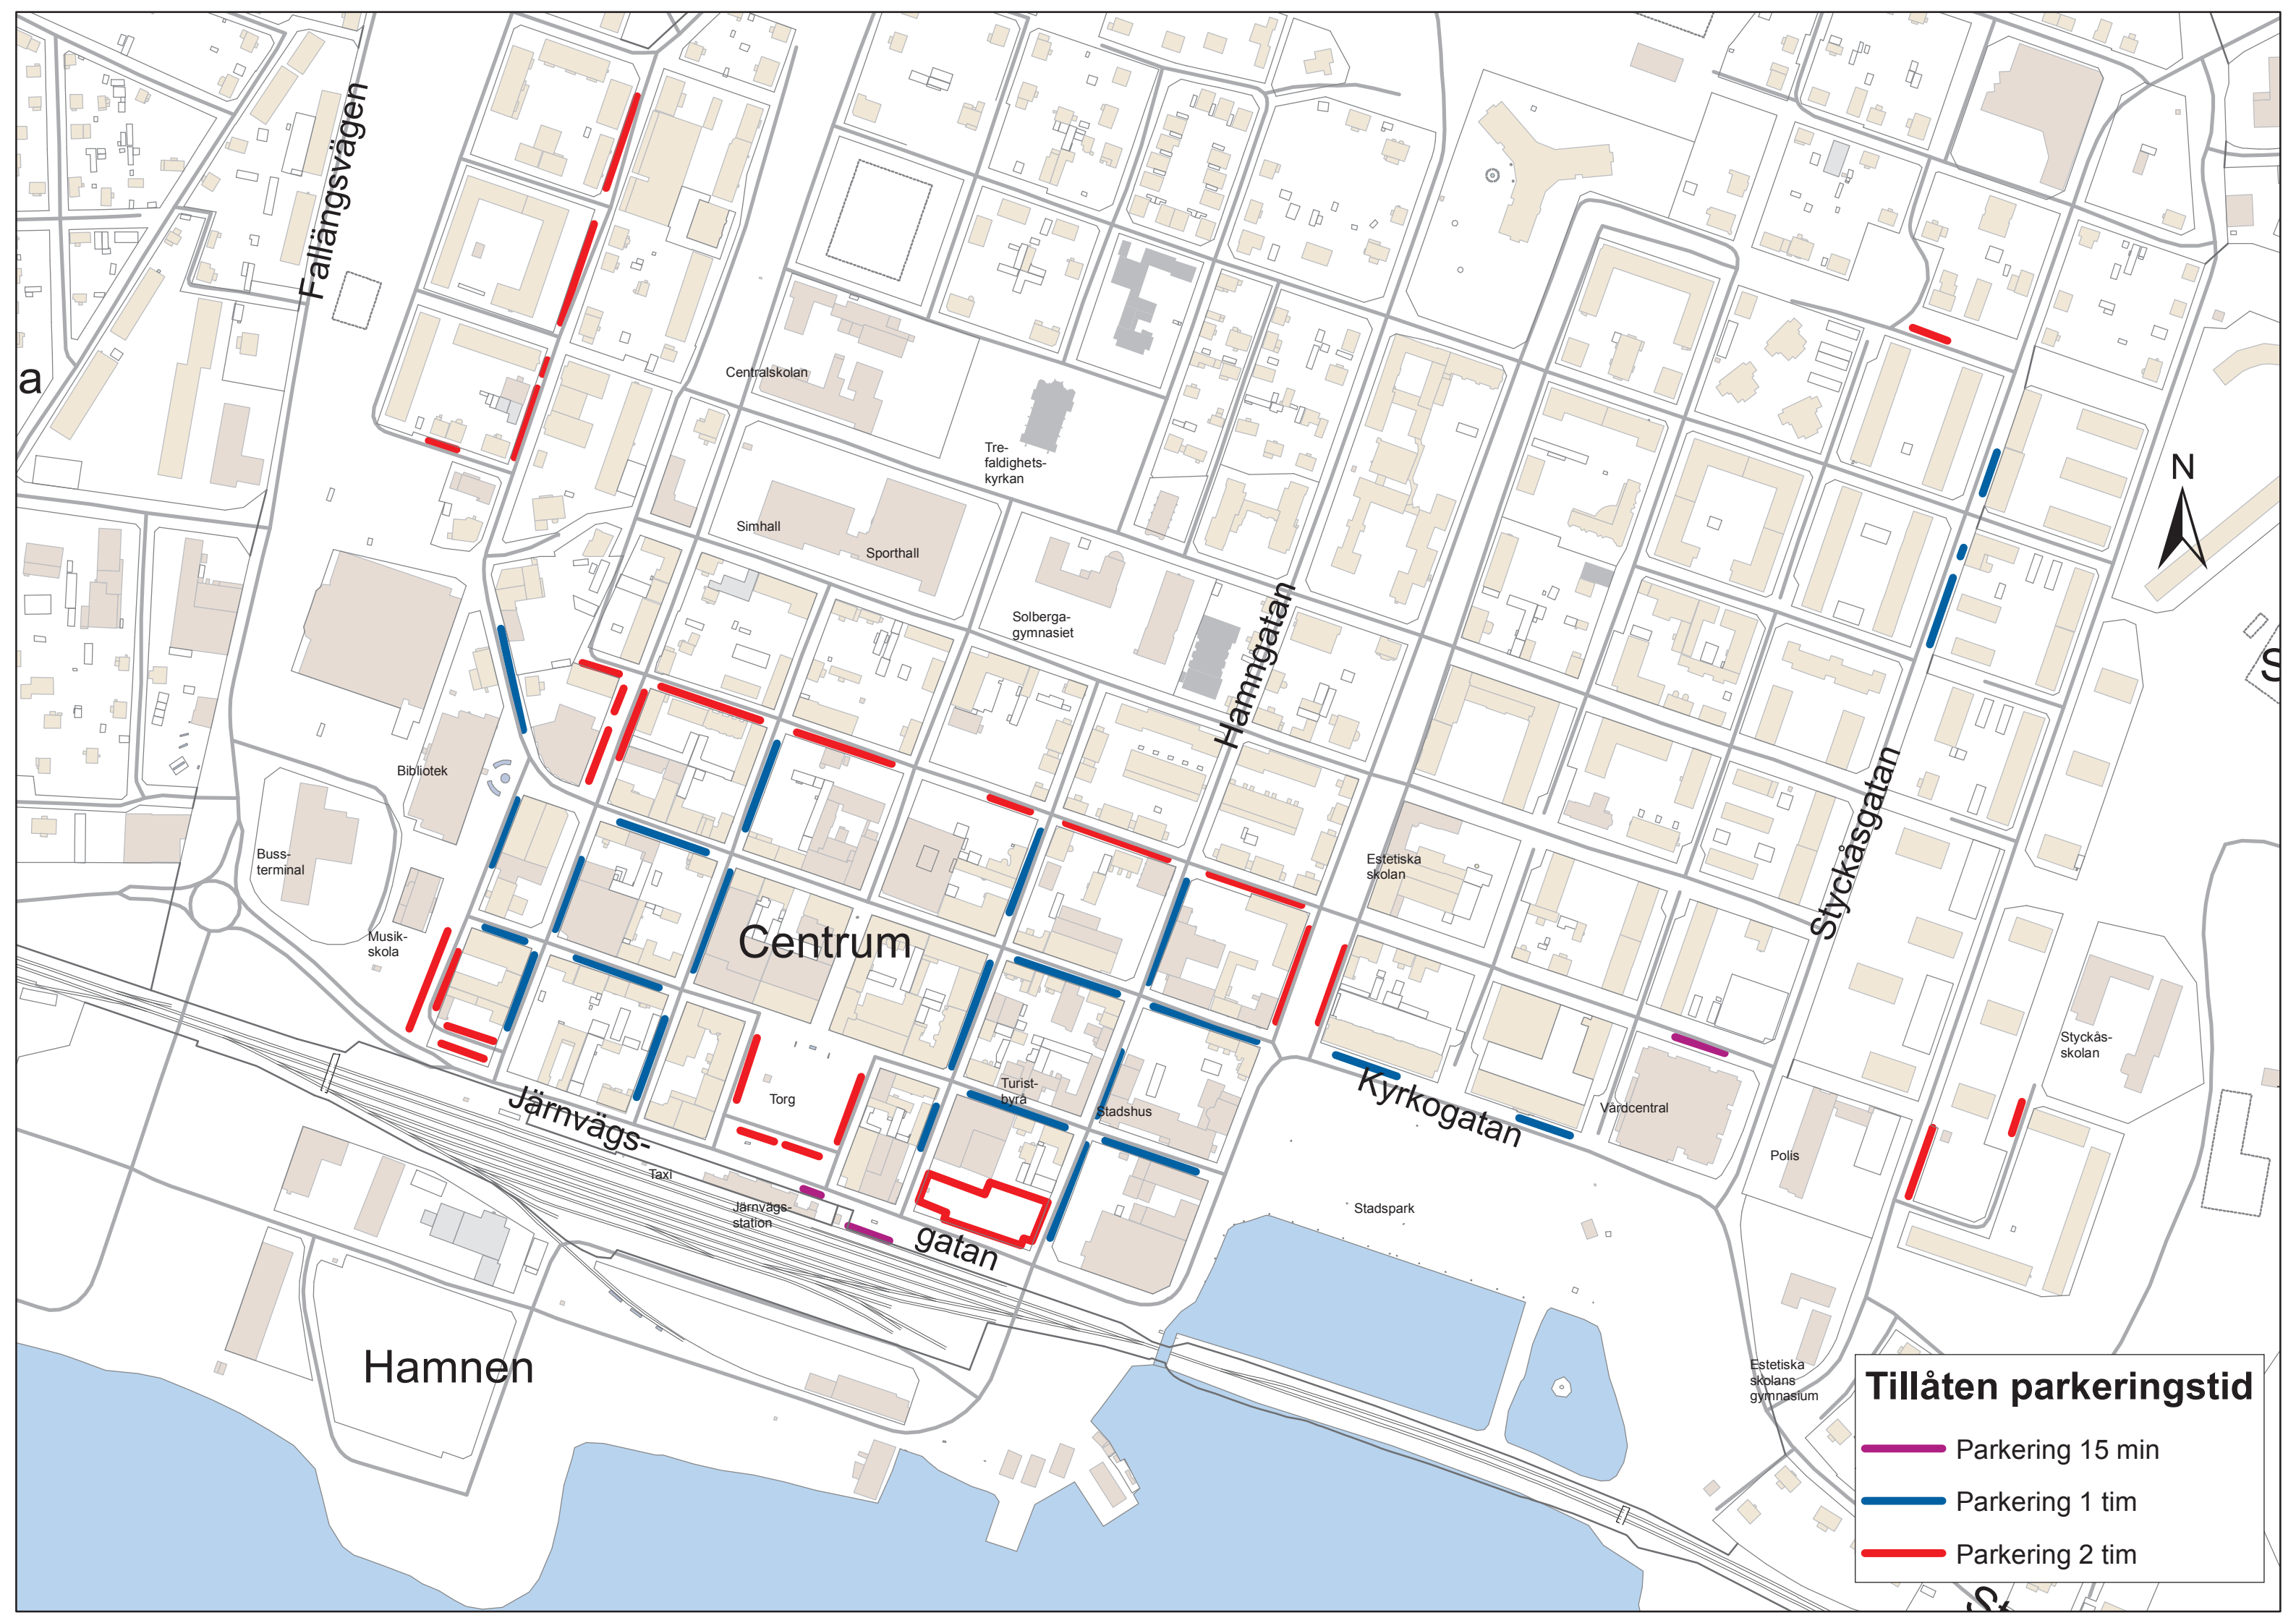 Fallängsvägen
a
Centralskolan
Tre-
faldighets-
kyrkan
N
Simhall
Sporthall
Solberga-
gymnasiet
Hamngatan
S
Bibliotek
Styckåsgatan
Buss-
terminal
Estetiska
skolan
Musik-
skola
Centrum
Styckås-
skolan
Järnvägs-
gatan
Torg
Turist-
byrå
Stadshus
Kyrkogatan
Vårdcentral
Polis
Taxi
Järnvägs-
station
Stadspark
Hamnen
Estetiska
skolans
gymnasium
Tillåten parkeringstid
Parkering 15 min
Parkering 1 tim
Parkering 2 tim